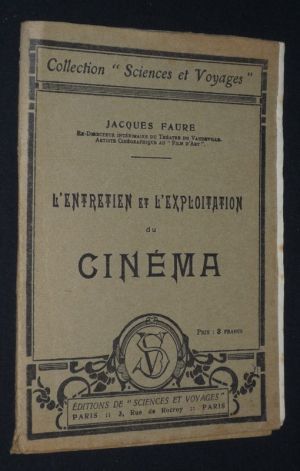 Collection " Sciences et Voyages "
JACQUES FAURE
EX-DIRECTEUR INTÉRIMAIRE DU THÉATRE DU VAUDEVILLE.
ARTISTE CINÉGRAPHIQUE AU " FILM D'ART ".
L'ENTRETIEN ET L'EXPLOITATION
du
CINÉMA
PRIX : 3 FRANCS
SV
ÉDITIONS DE " SCIENCES ET VOYAGES "
PARIS :: 3, Rue de Rocroy :: PARIS